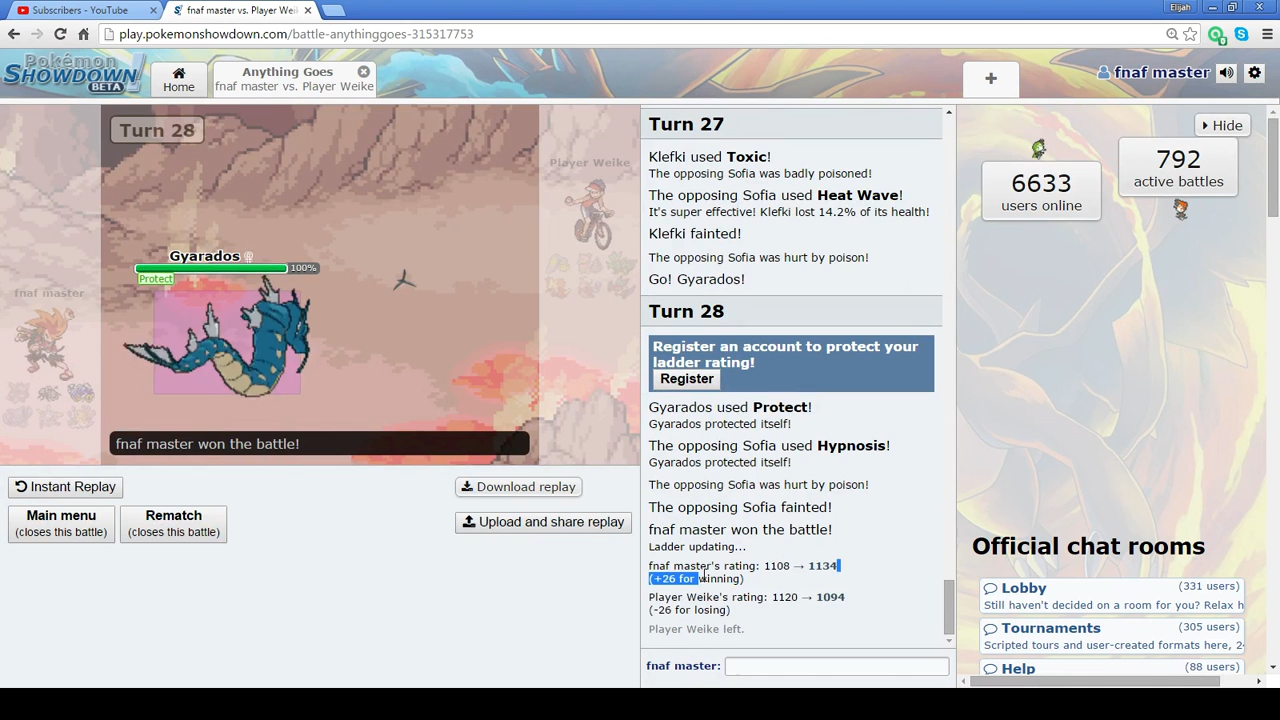 Subscribers - YouTube
fnaf master vs. Player Weik
Elijah
play.pokemonshowdown.com/battle-anythinggoes-315317753
Pokémon
SHOWDOWN!
BETA
Home
Anything Goes
fnaf master vs. Player Weike
fnaf master
Turn 28
Player Weike
Gyarados
100%
Protect
fnaf master
fnaf master won the battle!
Instant Replay
Download replay
Main menu
(closes this battle)
Rematch
(closes this battle)
Upload and share replay
Turn 27
Klefki used Toxic!
The opposing Sofia was badly poisoned!
The opposing Sofia used Heat Wave!
It's super effective! Klefki lost 14.2% of its health!
Klefki fainted!
The opposing Sofia was hurt by poison!
Go! Gyarados!
Turn 28
Register an account to protect your
ladder rating!
Register
Gyarados used Protect!
Gyarados protected itself!
The opposing Sofia used Hypnosis!
Gyarados protected itself!
The opposing Sofia was hurt by poison!
The opposing Sofia fainted!
fnaf master won the battle!
Ladder updating...
fnaf master's rating: 1108 → 1134
(+26 for winning)
Player Weike's rating: 1120 → 1094
(-26 for losing)
Player Weike left.
fnaf master:
Hide
6633
users online
792
active battles
Official chat rooms
Lobby
(331 users)
Still haven't decided on a room for you? Relax h
Tournaments
(305 users)
Scripted tours and user-created formats here, 2
Help
(88 users)